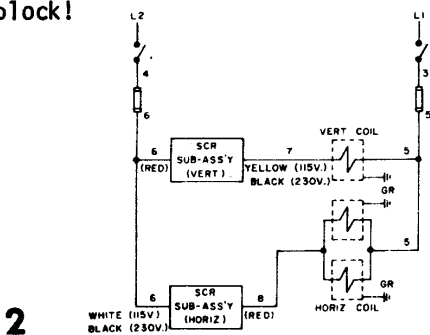 block!
L2
L1
4
3
6
5
VERT COIL
6
SCR
SUB-ASS'Y
(VERT)
7
5
(RED)
YELLOW (115V.)
BLACK (230V.)
GR
5
6
SCR
SUB-ASS'Y
(HORIZ)
8
GR
WHITE (115V)
BLACK (230V.)
(RED)
HORIZ COIL
2